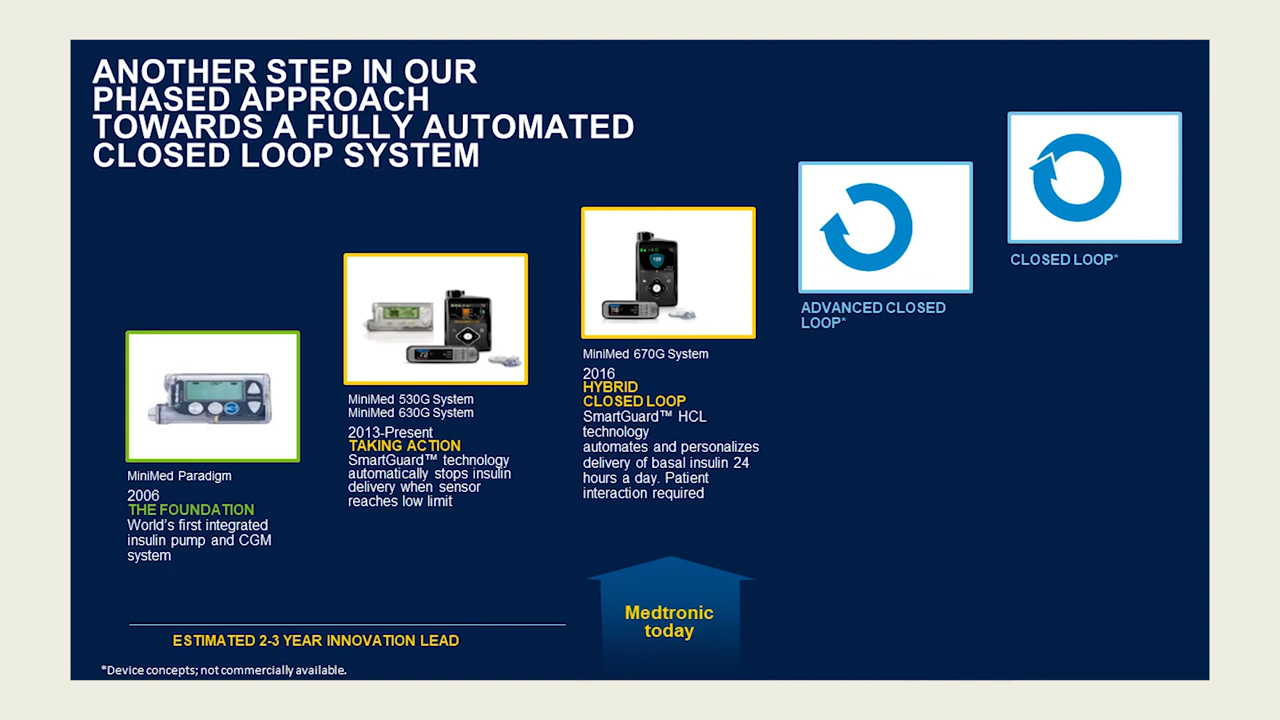 ANOTHER STEP IN OUR
PHASED APPROACH
TOWARDS A FULLY AUTOMATED
CLOSED LOOP SYSTEM
MiniMed Paradigm
2006
THE FOUNDATION
World's first integrated
insulin pump and CGM
system
MiniMed 530G System
MiniMed 630G System
2013-Present
TAKING ACTION
SmartGuard™ technology
automatically stops insulin
delivery when sensor
reaches low limit
MiniMed 670G System
2016
HYBRID
CLOSED LOOP
SmartGuard™ HCL
technology
automates and personalizes
delivery of basal insulin 24
hours a day. Patient
interaction required
ADVANCED CLOSED
LOOP*
CLOSED LOOP*
Medtronic
today
ESTIMATED 2-3 YEAR INNOVATION LEAD
*Device concepts; not commercially available.